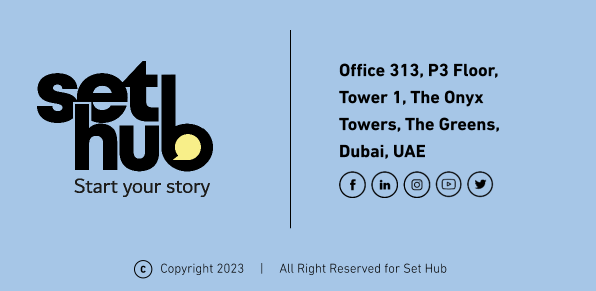 set
hub
Start your story
Office 313, P3 Floor,
Tower 1, The Onyx
Towers, The Greens,
Dubai, UAE
f in
c Copyright 2023 | All Right Reserved for Set Hub